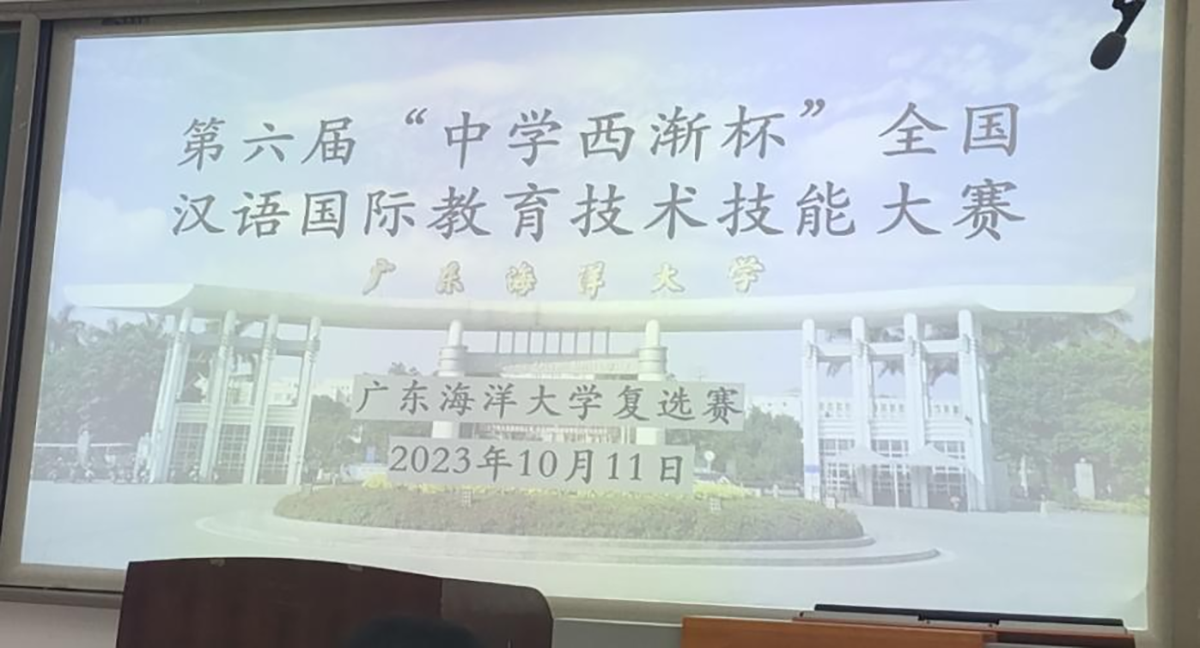 第六届“中学西渐杯”全国
汉语国际教育技术技能大赛
广东海洋大学
广东海洋大学复选赛
2023年10月11日